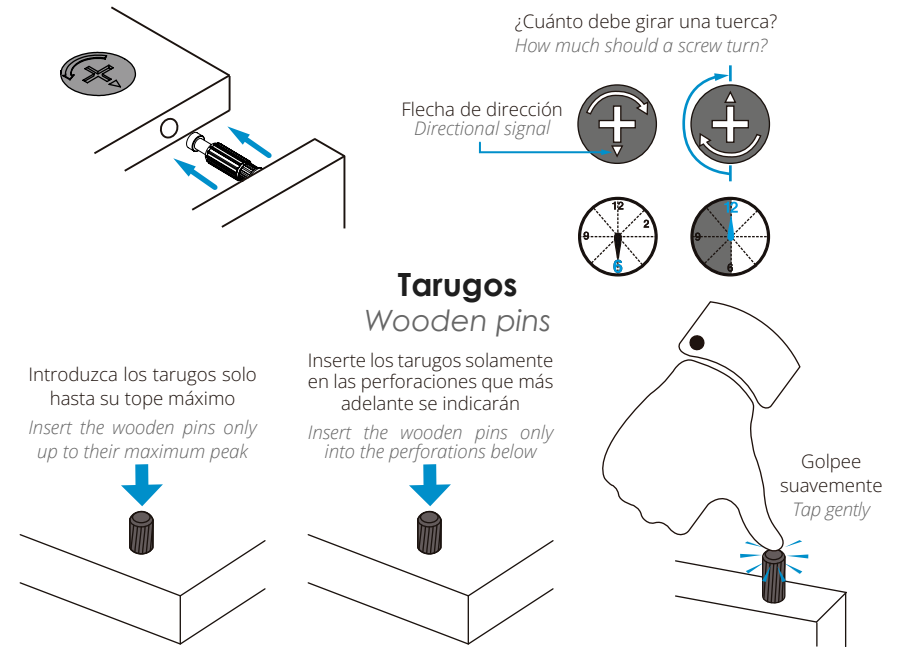 ¿Cuánto debe girar una tuerca?
How much should a screw turn?
Flecha de dirección
Directional signal
12
2
9
6
12
9
6
Tarugos
Wooden pins
Introduzca los tarugos solo
hasta su tope máximo
Insert the wooden pins only
up to their maximum peak
Inserte los tarugos solamente
en las perforaciones que más
adelante se indicarán
Insert the wooden pins only
into the perforations below
Golpee
suavemente
Tap gently